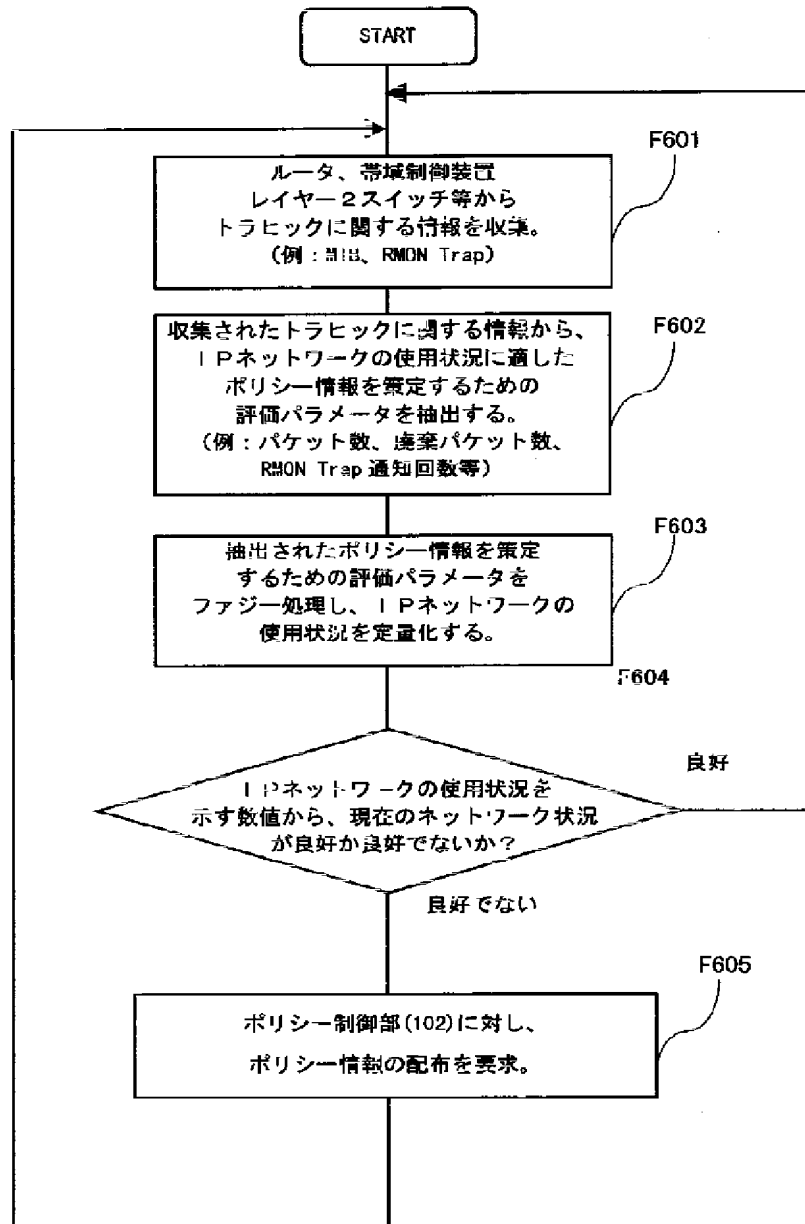 START
F601
ルータ、帯域制御装置
レイヤー2スイッチ等から
トラヒックに関する情報を収集。
(例:MIB、RMON Trap)
F602
収集されたトラヒックに関する情報から、
IPネットワークの使用状況に適した
ポリシー情報を策定するための
評価パラメータを抽出する。
(例:パケット数、廃棄パケット数、
RMON Trap 通知回数等)
F603
抽出されたポリシー情報を策定
するための評価パラメータを
ファジー処理し、IPネットワークの
使用状況を定量化する。
F604
IPネットワークの使用状況を
示す数値から、現在のネットワーク状況
が良好か良好でないか?
良好
良好でない
F605
ポリシー制御部(102)に対し、
ポリシー情報の配布を要求。